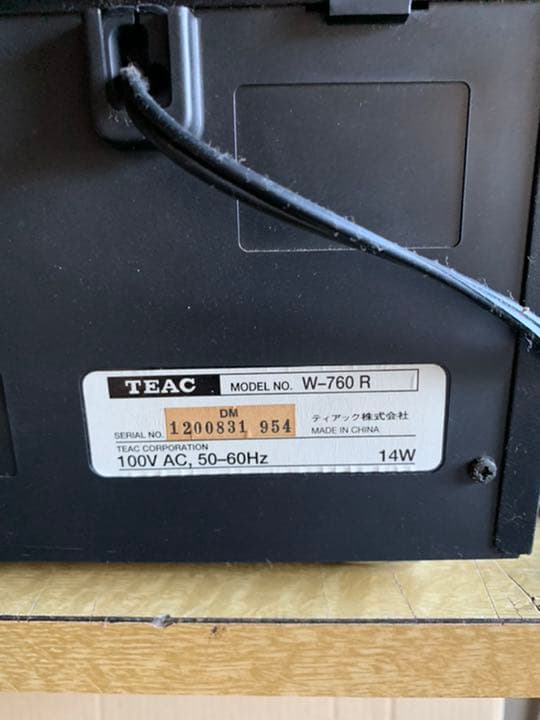 TEAC MODEL NO. W-760 R
DM
SERIAL NO. 1200831 954 ティアック株式会社
MADE IN CHINA
TEAC CORPORATION
100V AC, 50-60Hz 14W